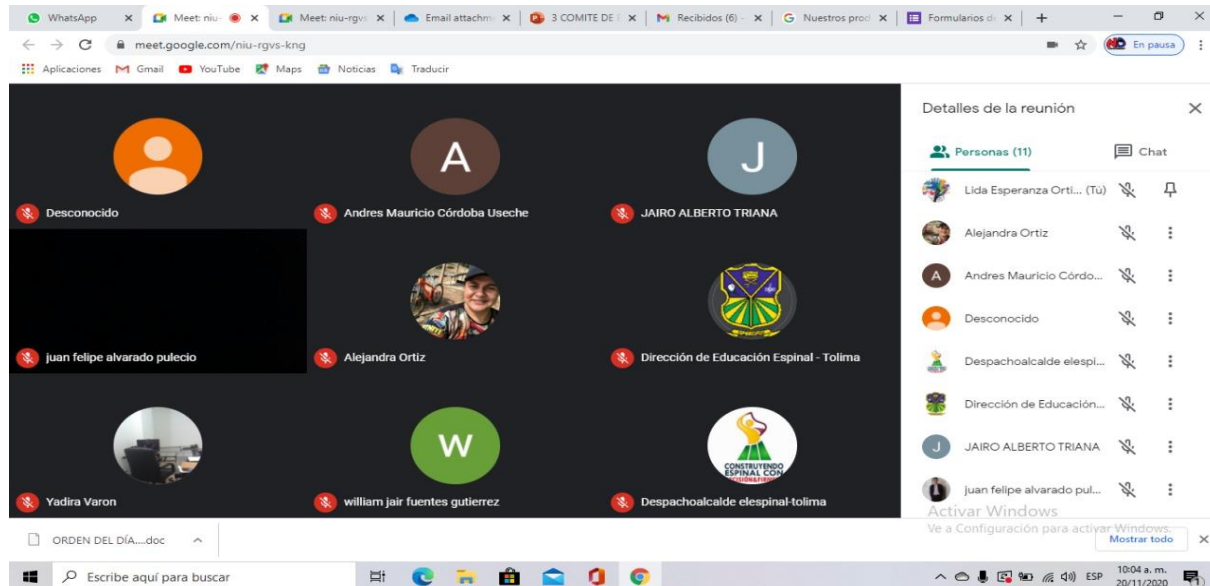 WhatsApp
Meet: niu-
Meet: niu-rgvs
Email attachm
3 COMITE DE E
Recibidos (6) -
Nuestros prod
Formularios d
meet.google.com/niu-rgvs-kng
En pausa
Aplicaciones Gmail YouTube Maps Noticias Traducir
Desconocido
A
Andres Mauricio Córdoba Useche
J
JAIRO ALBERTO TRIANA
juan felipe alvarado pulecio
Alejandra Ortiz
Dirección de Educación Espinal - Tolima
Yadira Varon
W
william jair fuentes gutierrez
CONSTRUYENDO
ESPINAL CON
Despachoalcalde elespinal-tolima
Detalles de la reunión
Personas (11)
Chat
Lida Esperanza Orti... (Tú)
Alejandra Ortiz
A
Andres Mauricio Córdo...
Desconocido
Despachoalcalde elespi...
Dirección de Educación...
J
JAIRO ALBERTO TRIANA
juan felipe alvarado pul...
Activar Windows
Ve a Configuración para activar Windows.
ORDEN DEL DÍA....doc
Mostrar todo
Escribe aquí para buscar
ESP
10:04 a. m.
20/11/2020